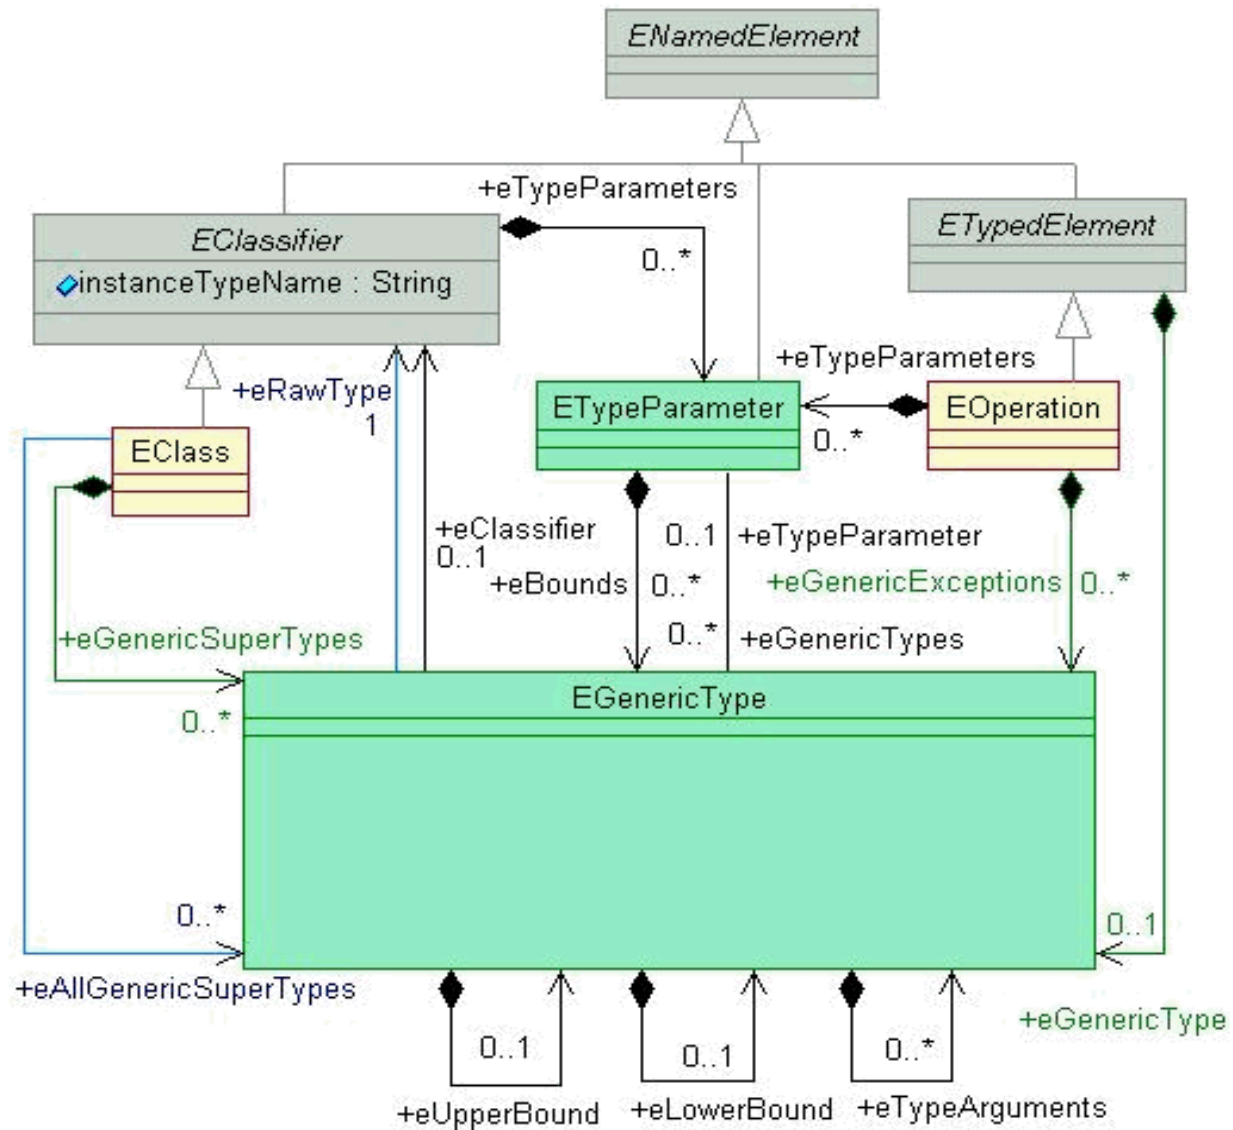 ENamedElement
+eTypeParameters
EClassifier
ETypedElement
0..*
instanceTypeName : String
+eTypeParameters
+eRawType
1
ETypeParameter
EOperation
0..*
EClass
+eClassifier
0..1
0..1
+eTypeParameter
+eBounds
0..*
+eGenericExceptions
0..*
+eGenericSuperTypes
0..*
+eGenericTypes
EGenericType
0..*
0..*
0..1
+eAllGenericSuperTypes
+eGenericType
0..1
0..1
0..*
+eUpperBound
+eLowerBound
+eTypeArguments